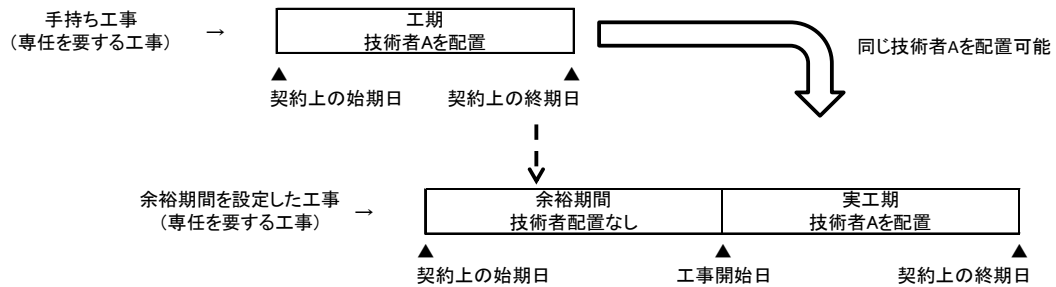 手持ち工事
(専任を要する工事)
→
工期
技術者Aを配置
同じ技術者Aを配置可能
▲
▲
契約上の始期日
契約上の終期日
余裕期間を設定した工事
(専任を要する工事)
→
余裕期間
技術者配置なし
実工期
技術者Aを配置
▲
▲
▲
契約上の始期日
工事開始日
契約上の終期日